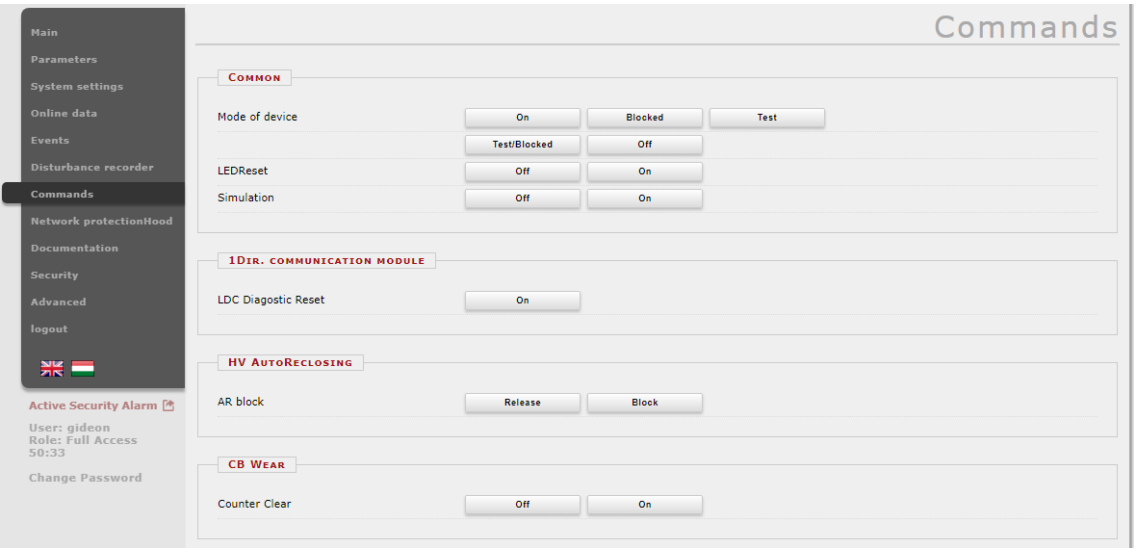 Main
Parameters
System settings
Online data
Events
Disturbance recorder
Commands
Network protectionHood
Documentation
Security
Advanced
logout
Active Security Alarm
User: gideon
Role: Full Access
50:33
Change Password
Commands
COMMON
Mode of device On Blocked Test
Test/Blocked Off
LEDReset Off On
Simulation Off On
1DIR. COMMUNICATION MODULE
LDC Diagostic Reset On
HV AUTORECLOSING
AR block Release Block
CB WEAR
Counter Clear Off On